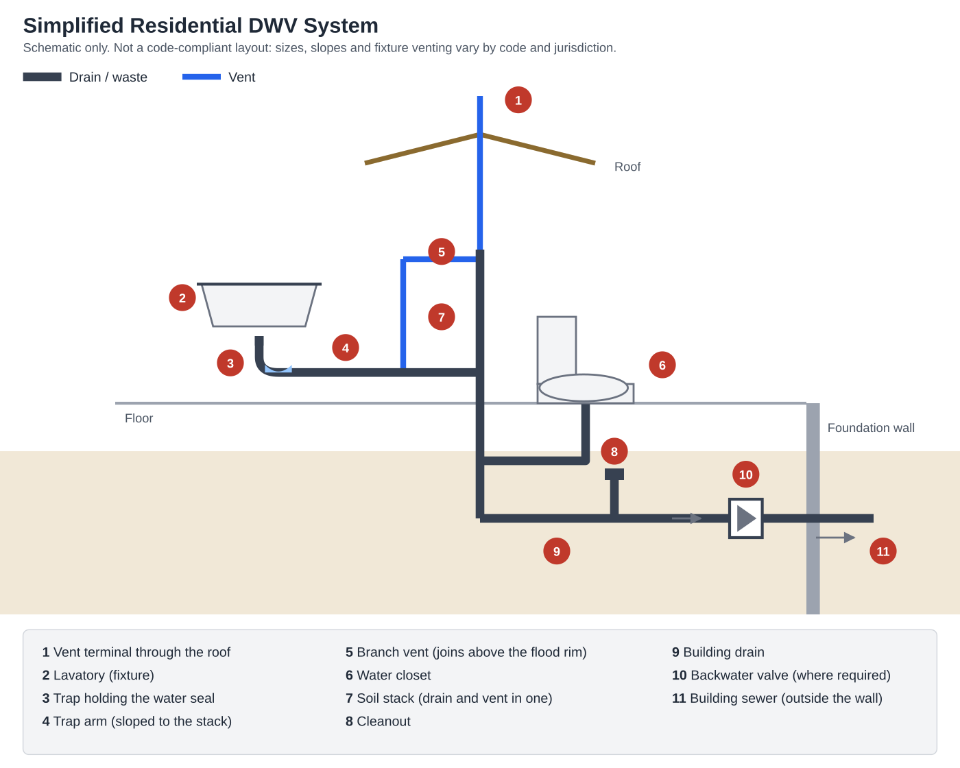 Simplified Residential DWV System
Schematic only. Not a code-compliant layout: sizes, slopes and fixture venting vary by code and jurisdiction.
Drain / waste
Vent
1
Roof
5
2
7
4
3
6
Floor
Foundation wall
8
10
9
11
1 Vent terminal through the roof
2 Lavatory (fixture)
3 Trap holding the water seal
4 Trap arm (sloped to the stack)
5 Branch vent (joins above the flood rim)
6 Water closet
7 Soil stack (drain and vent in one)
8 Cleanout
9 Building drain
10 Backwater valve (where required)
11 Building sewer (outside the wall)